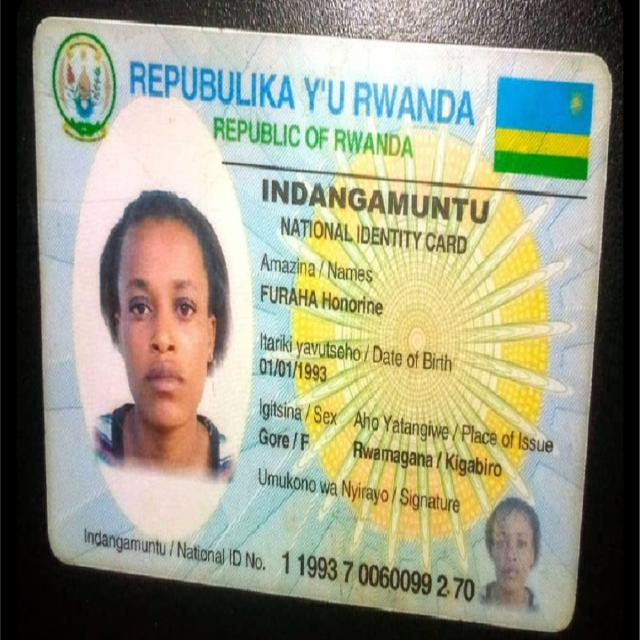 REPUBULIKA Y'U RWANDA
REPUBLIC OF RWANDA
INDANGAMUNTU
NATIONAL IDENTITY CARD
Amazina / Names
FURAHA Honorine
Itariki yavutseho / Date of Birth
01/01/1993
Igitsina / Sex Aho Yatangiwe / Place of Issue
Gore / F Rwamagana / Kigabiro
Umukono wa Nyirayo / Signature
Indangamuntu / National ID No. 1 1993 7 0060099 2 70